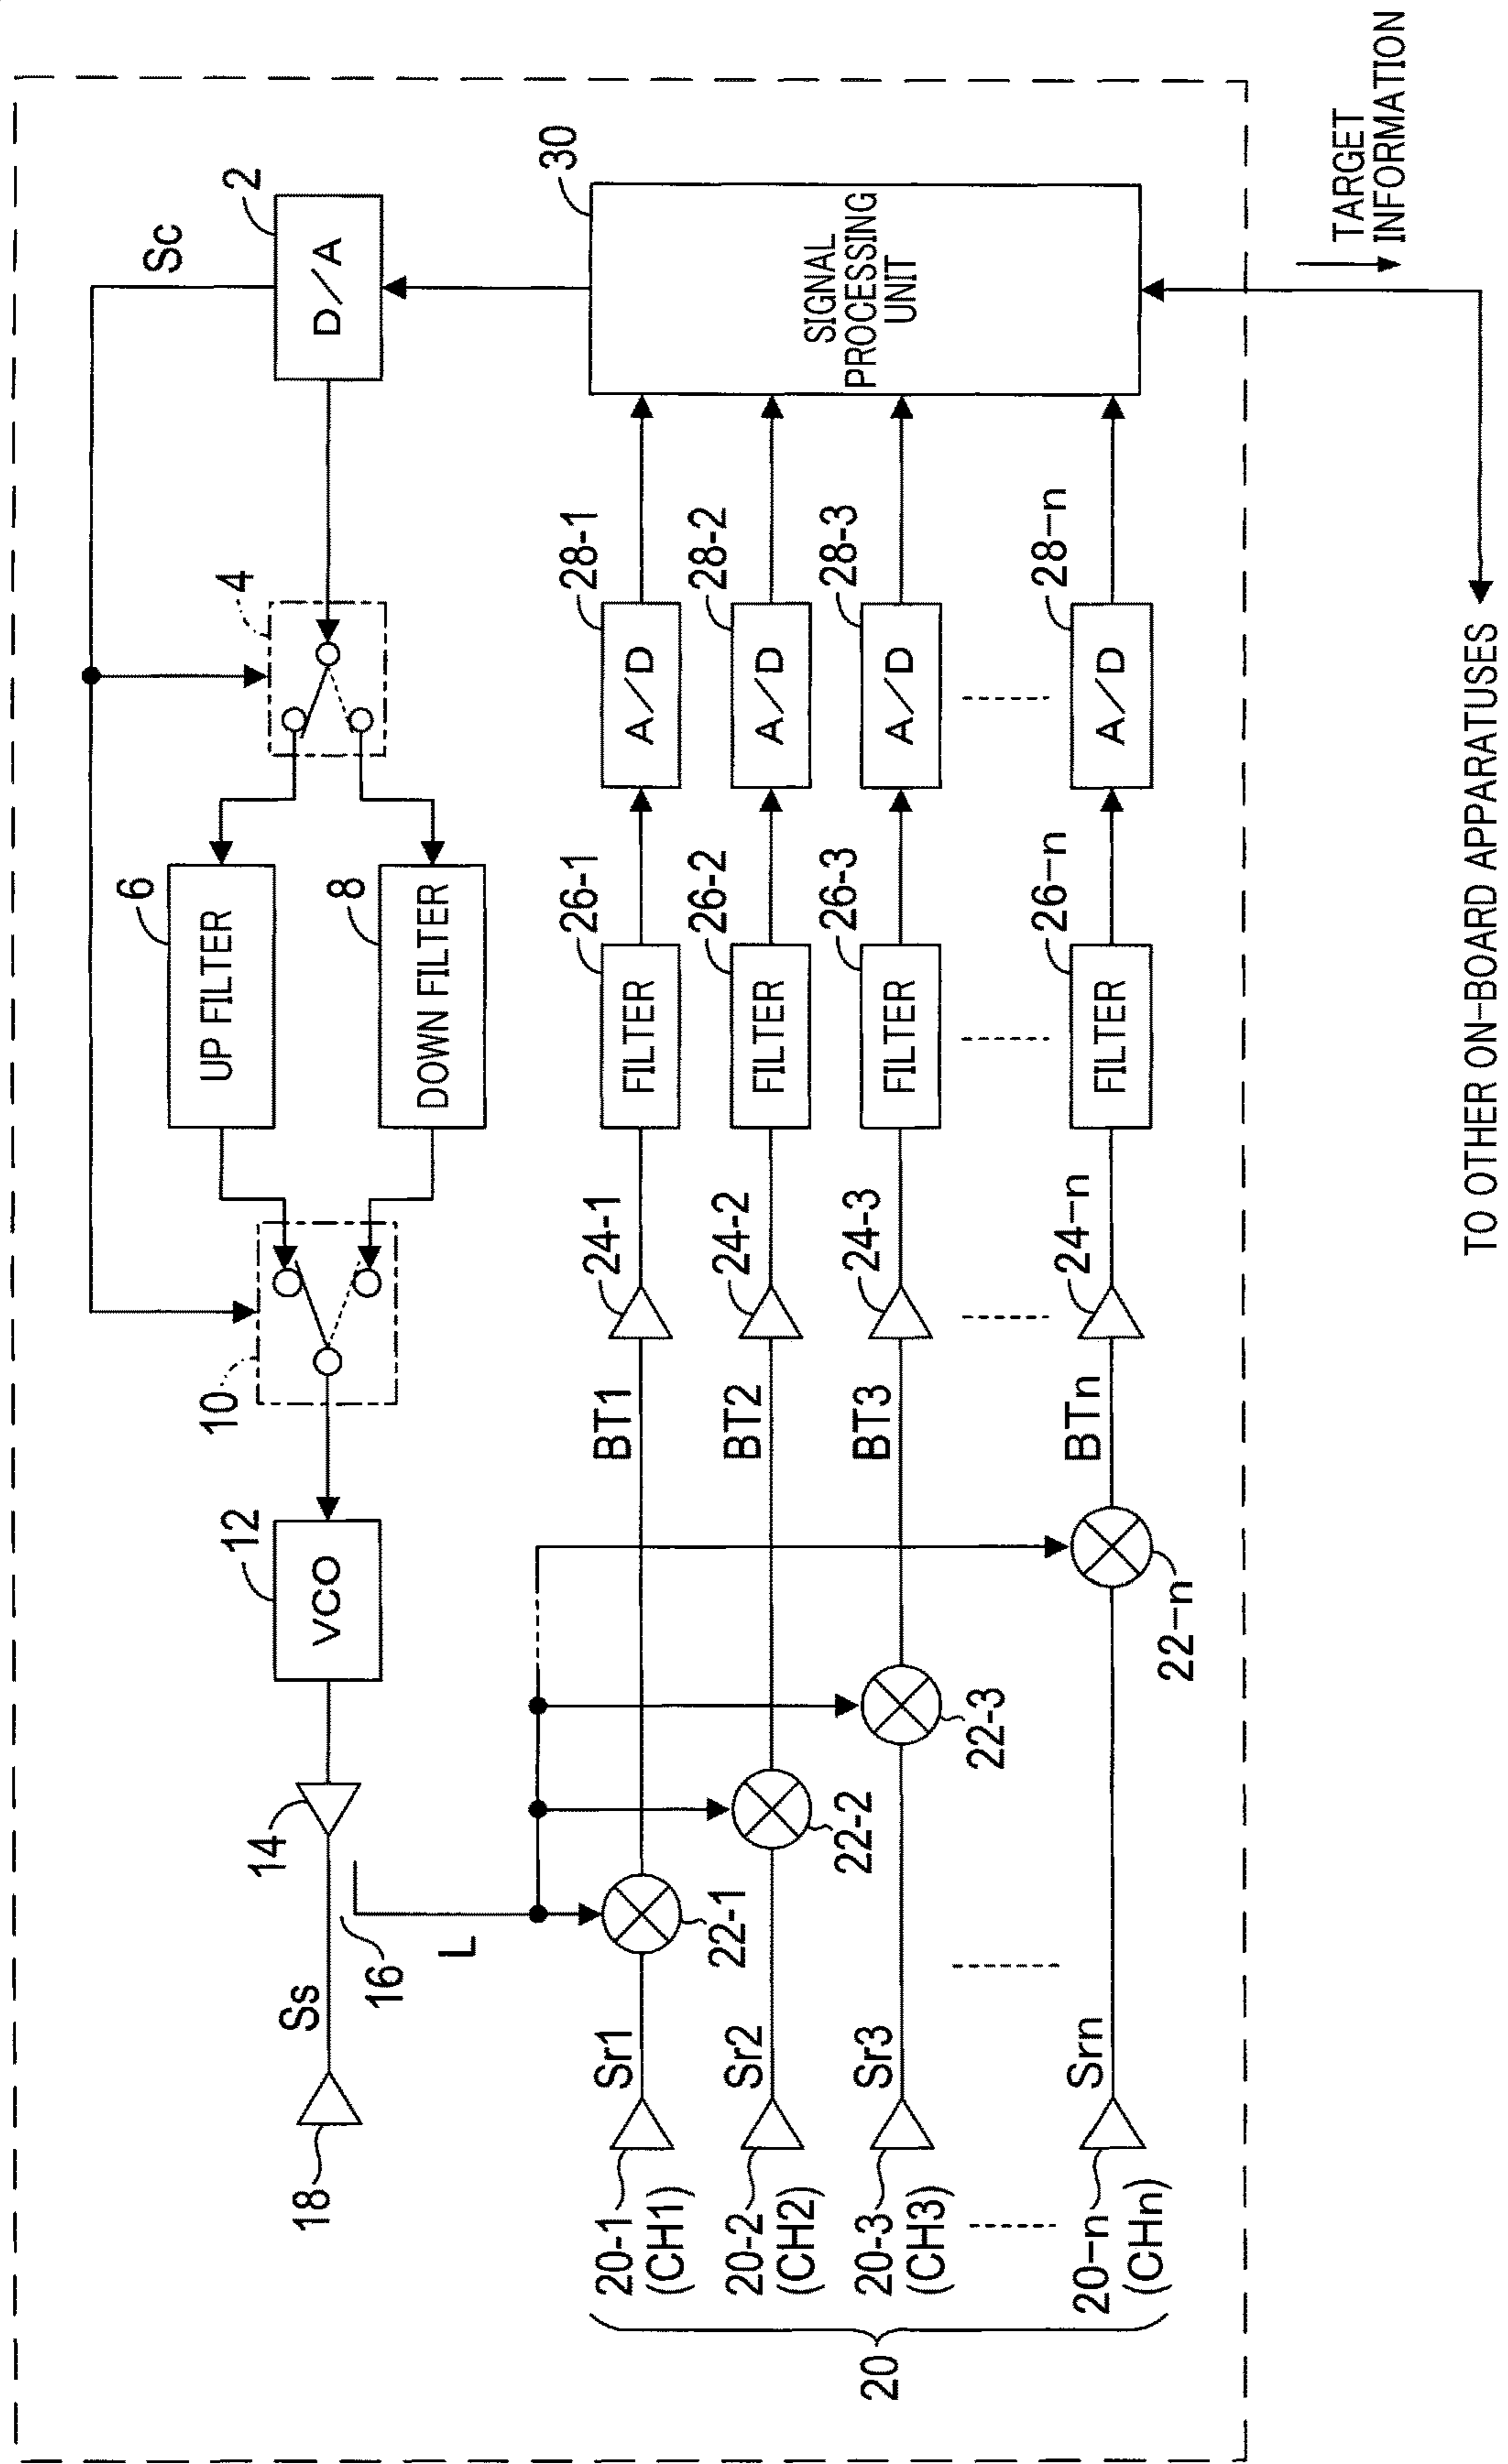 Sc
2
D/A
4
6
UP FILTER
8
DOWN FILTER
10
12
VCO
14
16
L
Ss
18
30
SIGNAL
PROCESSING
UNIT
TARGET
INFORMATION
TO OTHER ON-BOARD APPARATUSES
20-1
(CH1)
Sr1
22-1
BT1
24-1
26-1
FILTER
28-1
A/D
20-2
(CH2)
Sr2
22-2
BT2
24-2
26-2
FILTER
28-2
A/D
20-3
(CH3)
Sr3
22-3
BT3
24-3
26-3
FILTER
28-3
A/D
20-n
(CHn)
Srn
22-n
BTn
24-n
26-n
FILTER
28-n
A/D
20